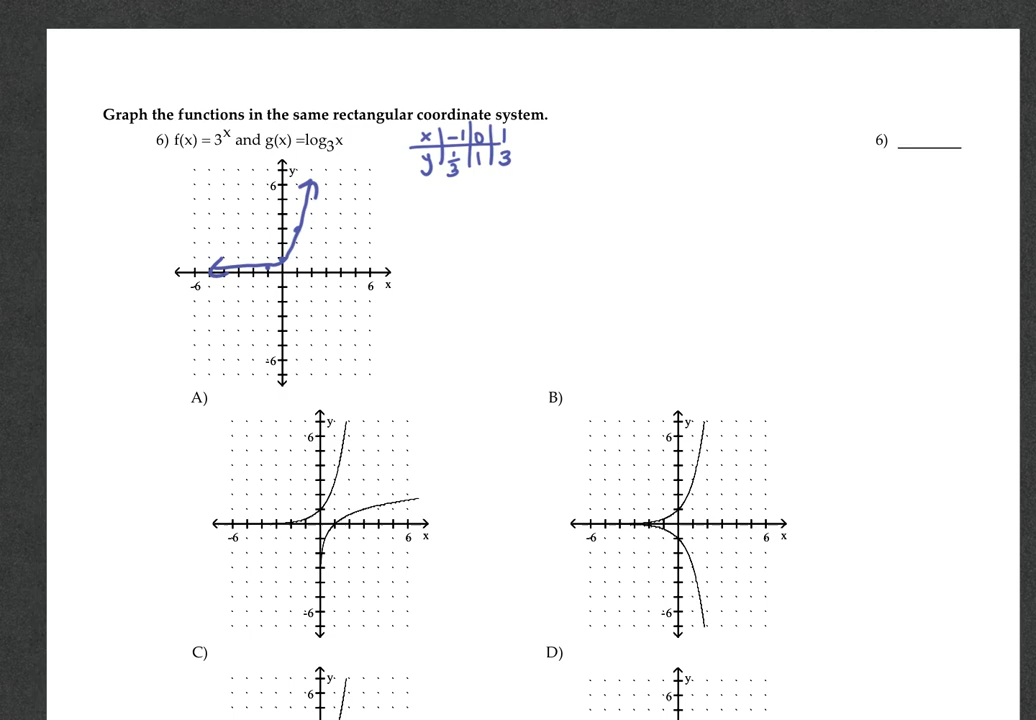 Graph the functions in the same rectangular coordinate system.
6) f(x) = 3^x and g(x) =log₃x
x -1 0 1
y 1/3 1 3
6) ______
y
6
-6 6 x
-6
A) B)
y y
6 6
-6 6 x -6 6 x
-6 -6
C) D)
y y
6 6